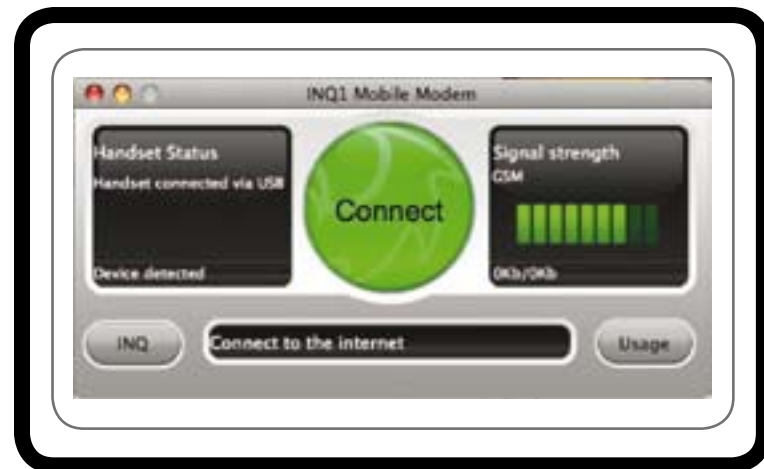 INQ1 Mobile Modem
Handset Status
Handset connected via USB
Device detected
Connect
Signal strength
GSM
0Kb/0Kb
INQ
Connect to the internet
Usage